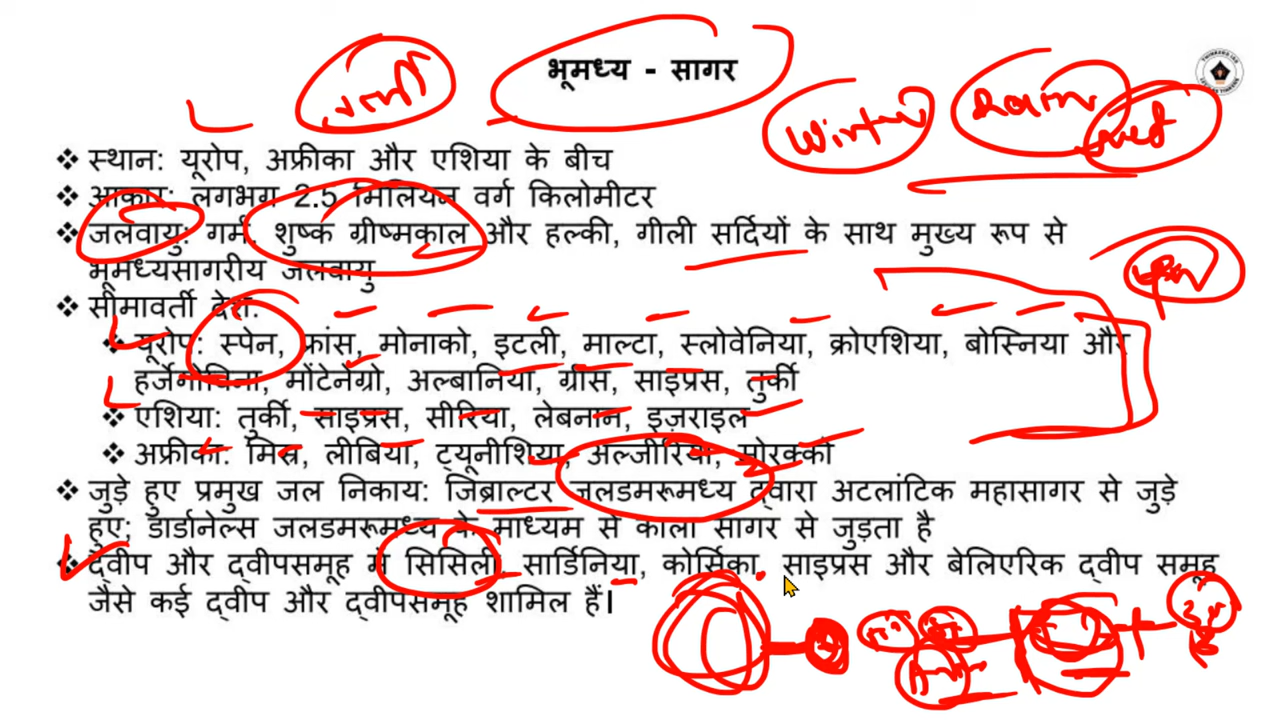 भूमध्य - सागर
Winter
Rain
❖ स्थान: यूरोप, अफ्रीका और एशिया के बीच
❖ आकार: लगभग 2.5 मिलियन वर्ग किलोमीटर
❖ जलवायु: गर्म, शुष्क ग्रीष्मकाल और हल्की, गीली सर्दियों के साथ मुख्य रूप से
भूमध्यसागरीय जलवायु
❖ सीमावर्ती देश:
❖ यूरोप: स्पेन, फ्रांस, मोनाको, इटली, माल्टा, स्लोवेनिया, क्रोएशिया, बोस्निया और
हर्जेगोविना, मोंटेनेग्रो, अल्बानिया, ग्रीस, साइप्रस, तुर्की
❖ एशिया: तुर्की, साइप्रस, सीरिया, लेबनान, इज़राइल
❖ अफ्रीका: मिस्र, लीबिया, ट्यूनीशिया, अल्जीरिया, मोरक्को
❖ जुड़े हुए प्रमुख जल निकाय: जिब्राल्टर जलडमरूमध्य द्वारा अटलांटिक महासागर से जुड़े
हुए; डार्डानेल्स जलडमरूमध्य के माध्यम से काला सागर से जुड़ता है
❖ द्वीप और द्वीपसमूह में सिसिली, सार्डिनिया, कोर्सिका, साइप्रस और बेलिएरिक द्वीप समूह
जैसे कई द्वीप और द्वीपसमूह शामिल हैं।